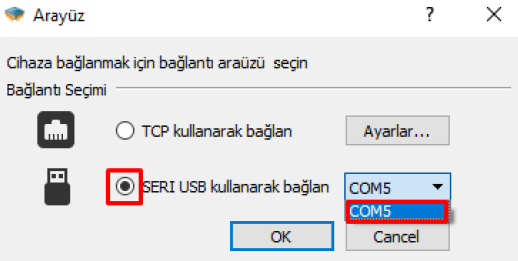 Arayüz
Cihaza bağlanmak için bağlantı araüzü seçin
Bağlantı Seçimi
TCP kullanarak bağlan
Ayarlar...
SERI USB kullanarak bağlan
COM5
COM5
OK
Cancel